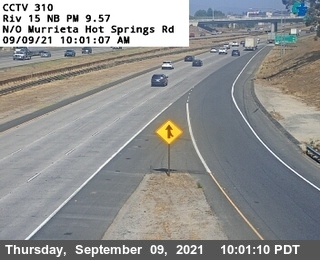 CCTV 310
Riv 15 NB PM 9.57
N/O Murrieta Hot Springs Rd
09/09/21 10:01:07 AM
Thursday, September 09, 2021 10:01:10 PDT